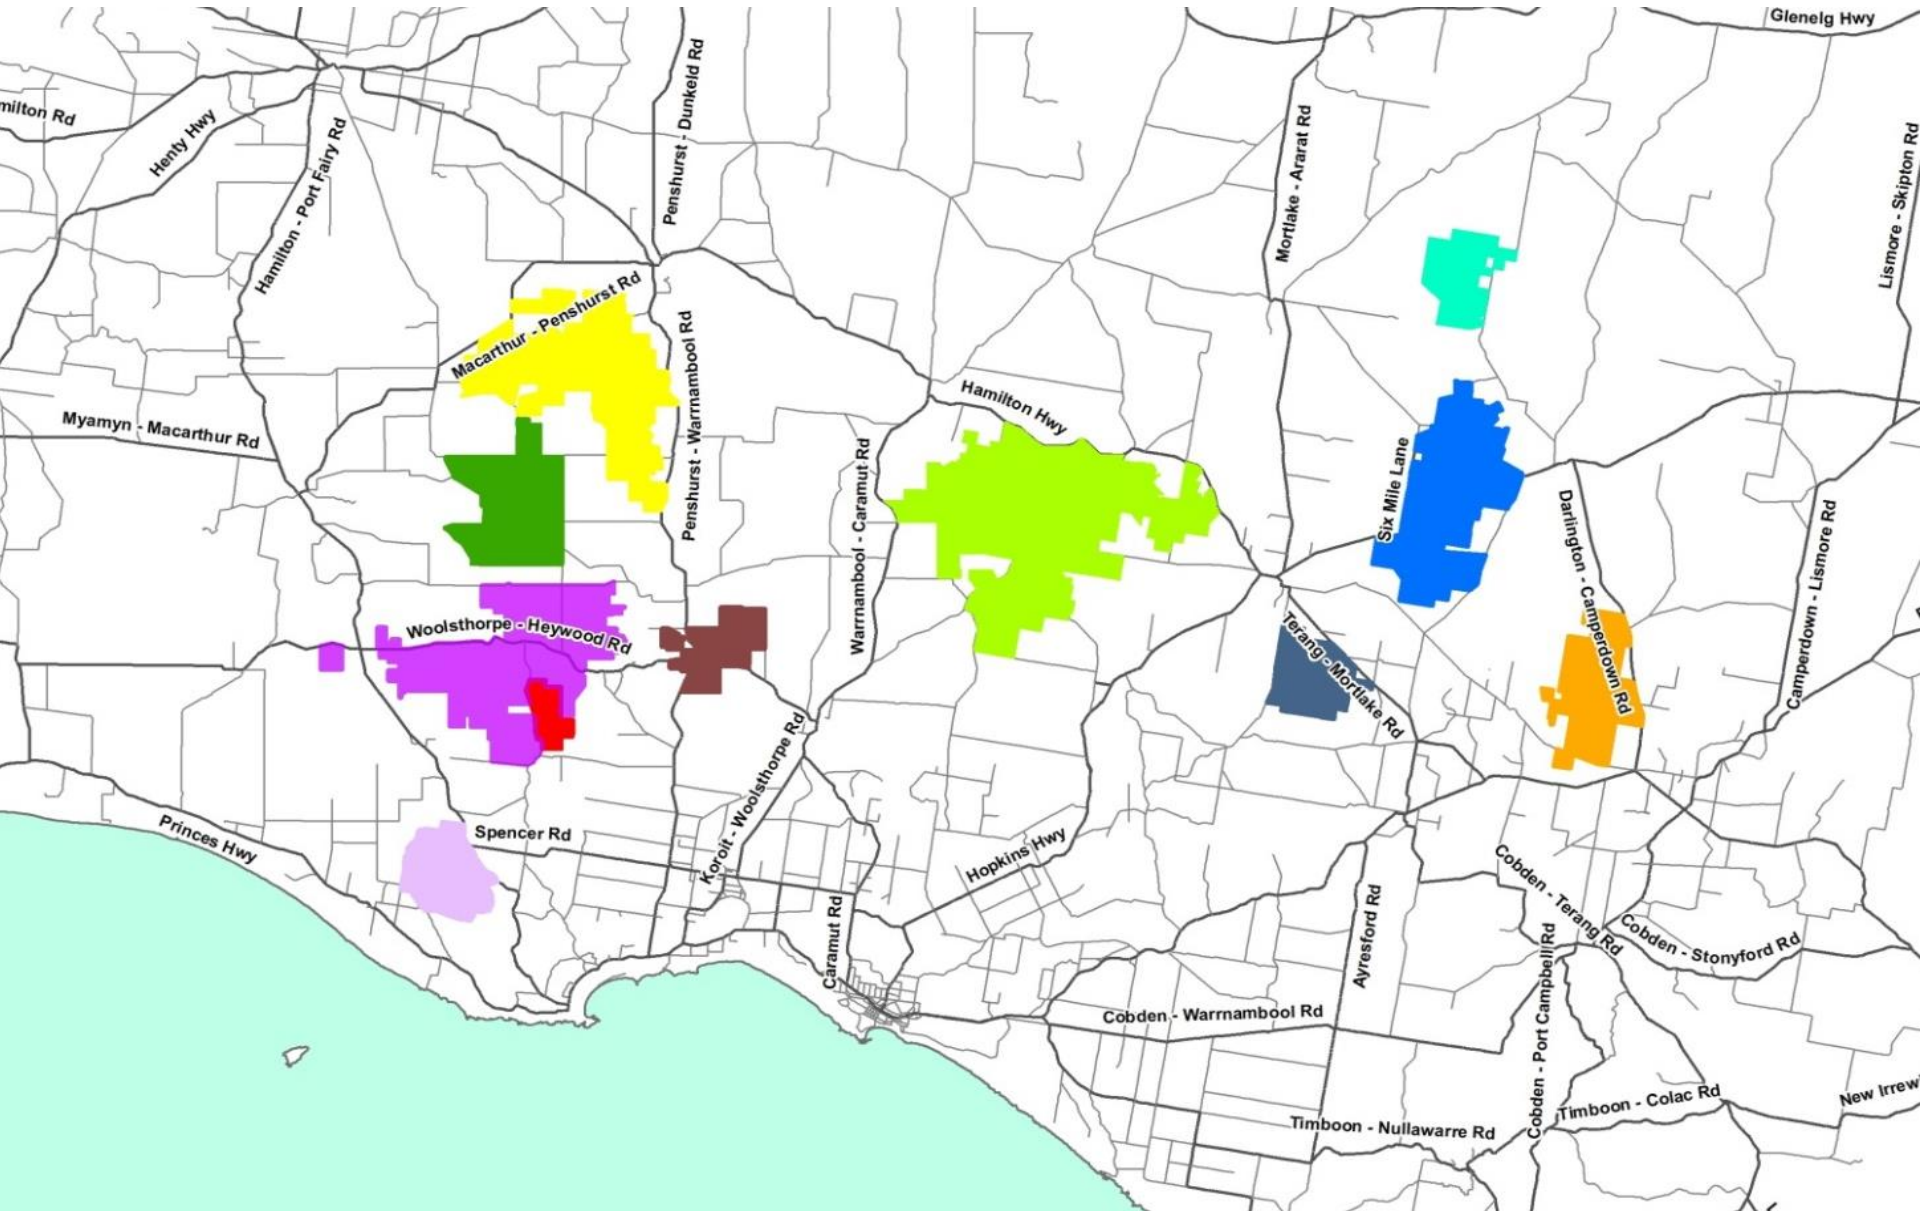 Glenelg Hwy
milton Rd
Henty Hwy
Hamilton - Port Fairy Rd
Penshurst - Dunkeld Rd
Mortlake - Ararat Rd
Lismore - Skipton Rd
Macarthur - Penshurst Rd
Penshurst - Warrnambool Rd
Hamilton Hwy
Myamyn - Macarthur Rd
Warrnambool - Caramut Rd
Six Mile Lane
Darlington - Camperdown Rd
Camperdown - Lismore Rd
Woolsthorpe - Heywood Rd
Terang - Mortlake Rd
Koroit - Woolsthorpe Rd
Princes Hwy
Spencer Rd
Hopkins Hwy
Cobden - Terang Rd
Caramut Rd
Ayresford Rd
Cobden - Stonyford Rd
Cobden - Port Campbell Rd
Cobden - Warrnambool Rd
Timboon - Colac Rd
New Irrew
Timboon - Nullawarre Rd